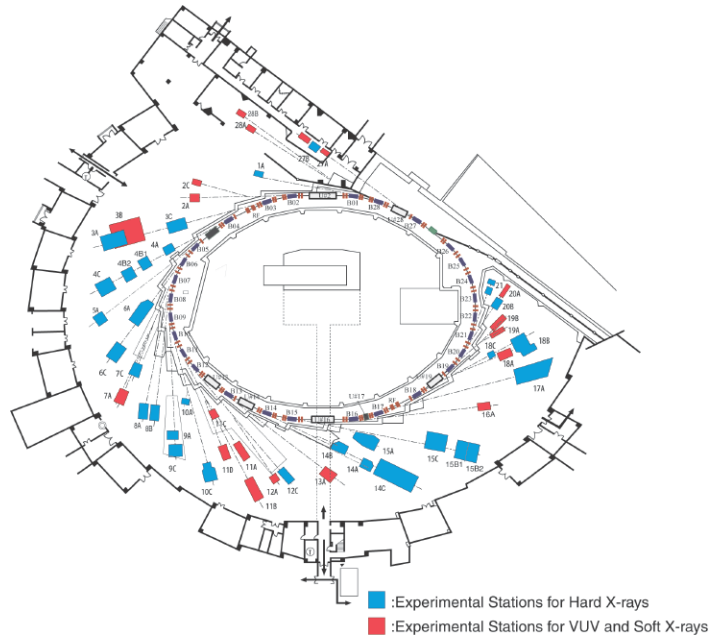 28B
28A
27B
27A
1A
2C
2A
3B
3C
3A
4A
4B1
4B2
4C
5A
6A
6C
7C
7A
8A
8B
9A
9C
10A
10C
11C
11D
11A
11B
12A
12C
13A
14B
14A
14C
15A
15C
15B1
15B2
16A
17A
18C
18A
18B
19B
19A
20A
20B
21
B01
B02
B03
B04
B05
B06
B07
B08
B09
B13
B14
B15
B16
B17
B18
B19
B20
B21
B22
B23
B24
B25
B26
B27
B28
U02
RF
RF
U#17
:Experimental Stations for Hard X-rays
:Experimental Stations for VUV and Soft X-rays